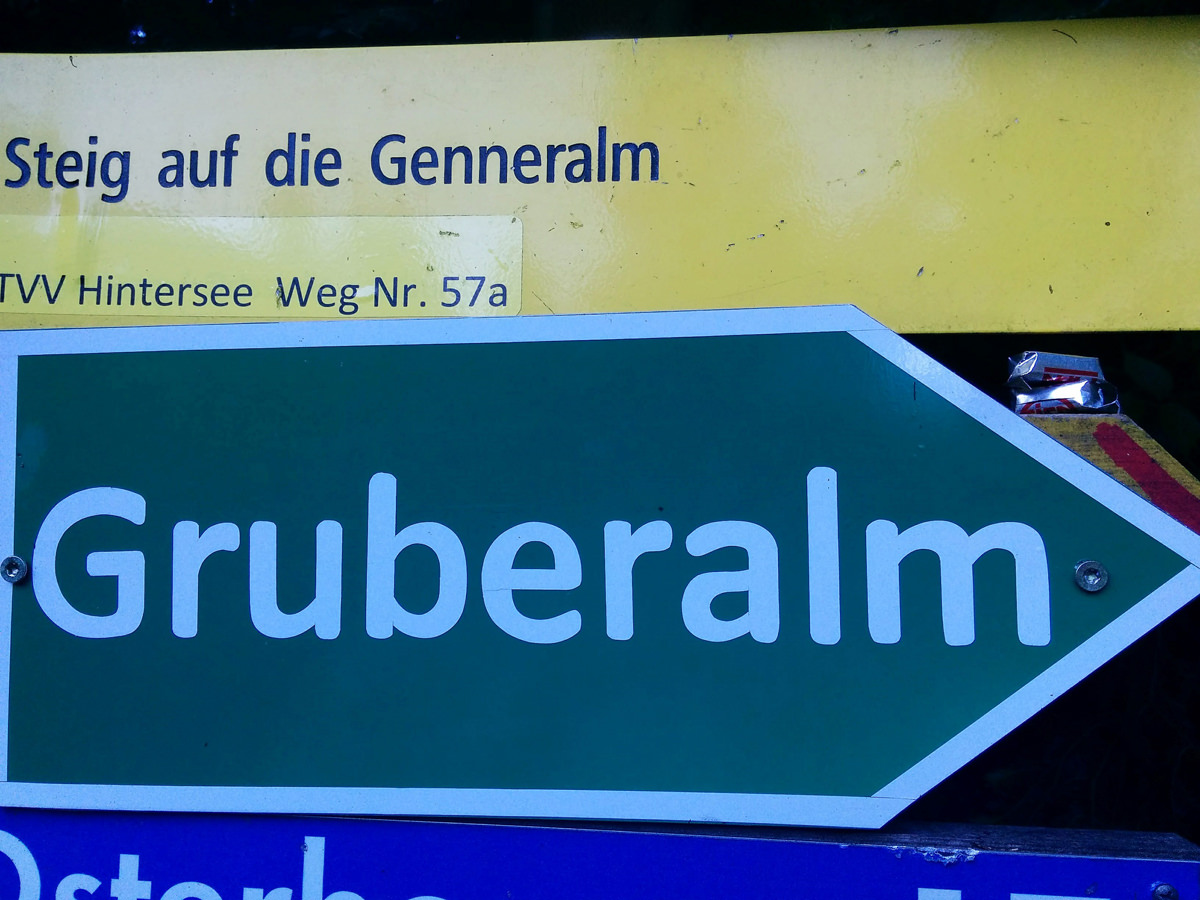 Steig auf die Genneralm
TVV Hintersee Weg Nr. 57a
Gruberalm